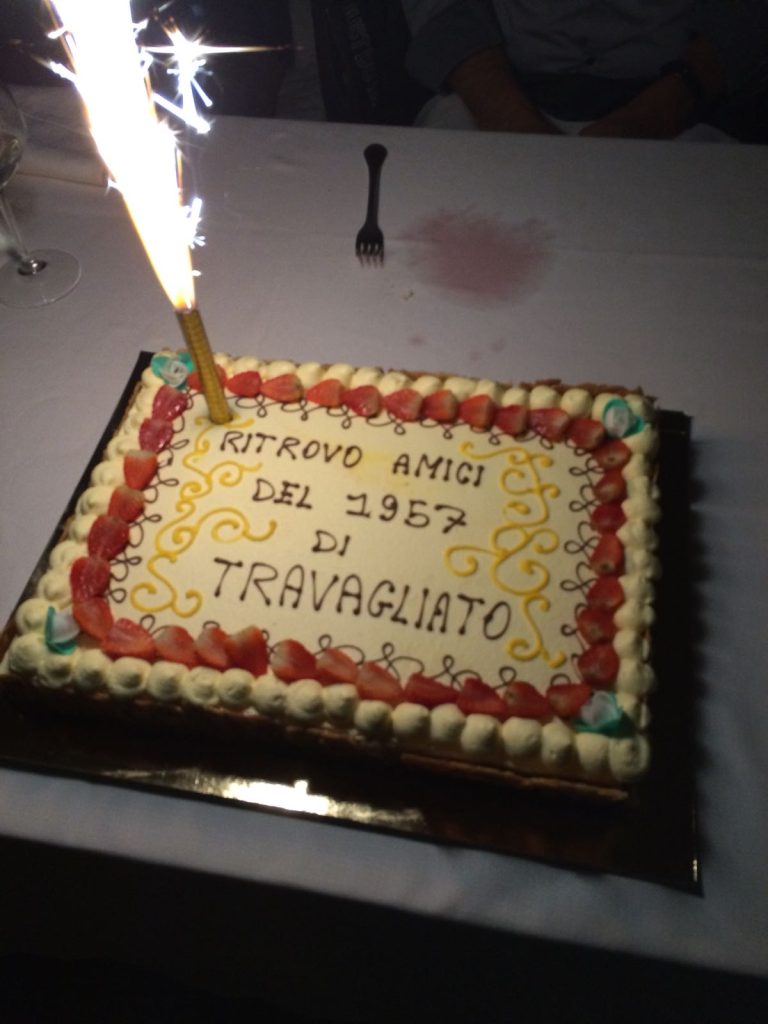 RITROVO AMICI
DEL 1957
DI
TRAVAGLIATO